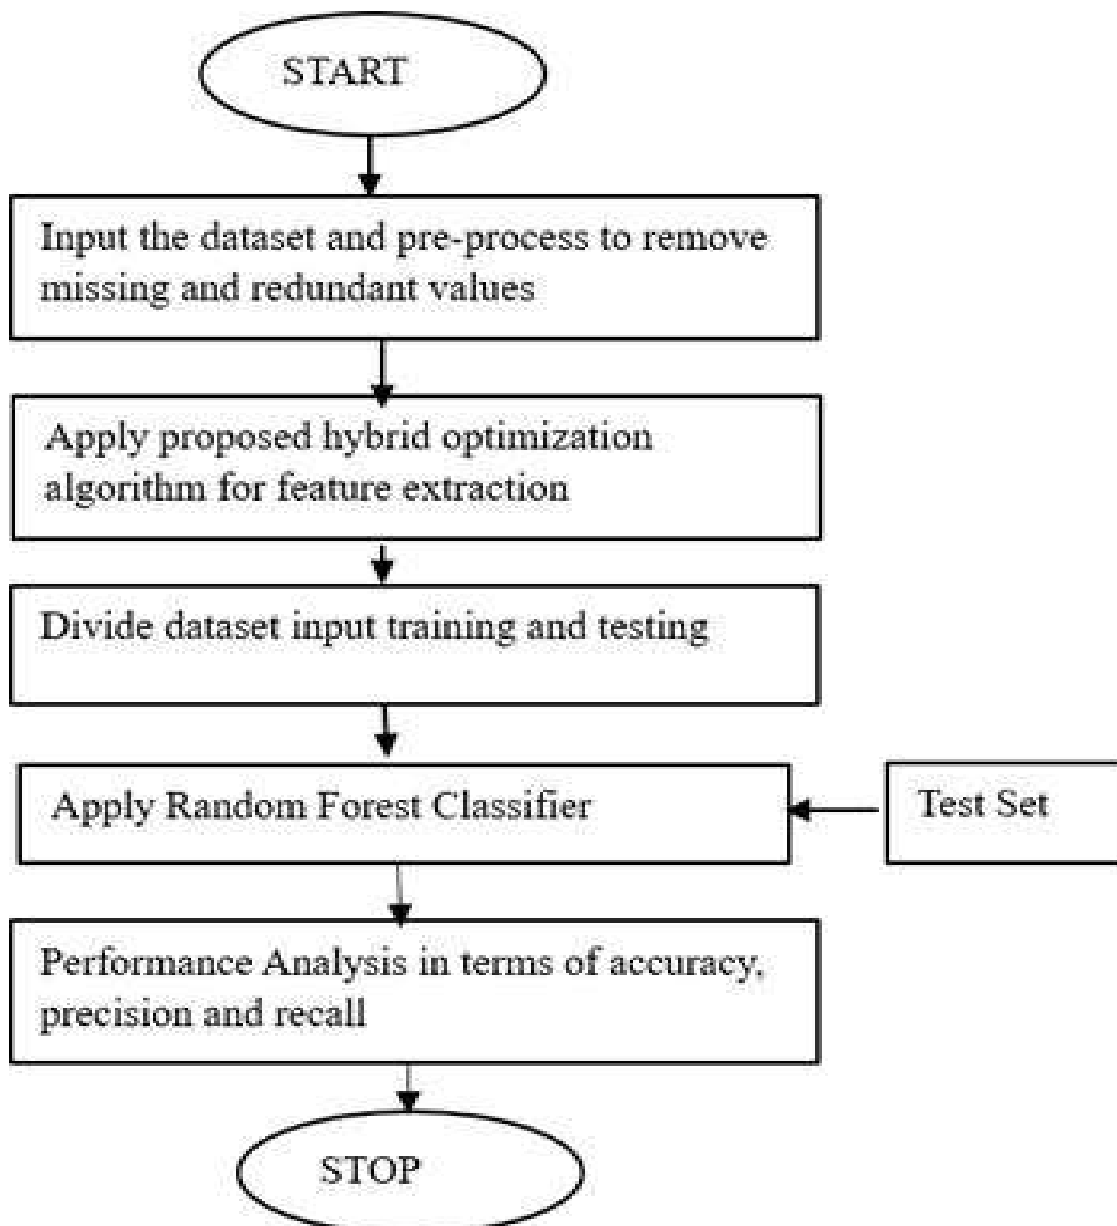 START
Input the dataset and pre-process to remove
missing and redundant values
Apply proposed hybrid optimization
algorithm for feature extraction
Divide dataset input training and testing
Apply Random Forest Classifier
Test Set
Performance Analysis in terms of accuracy,
precision and recall
STOP